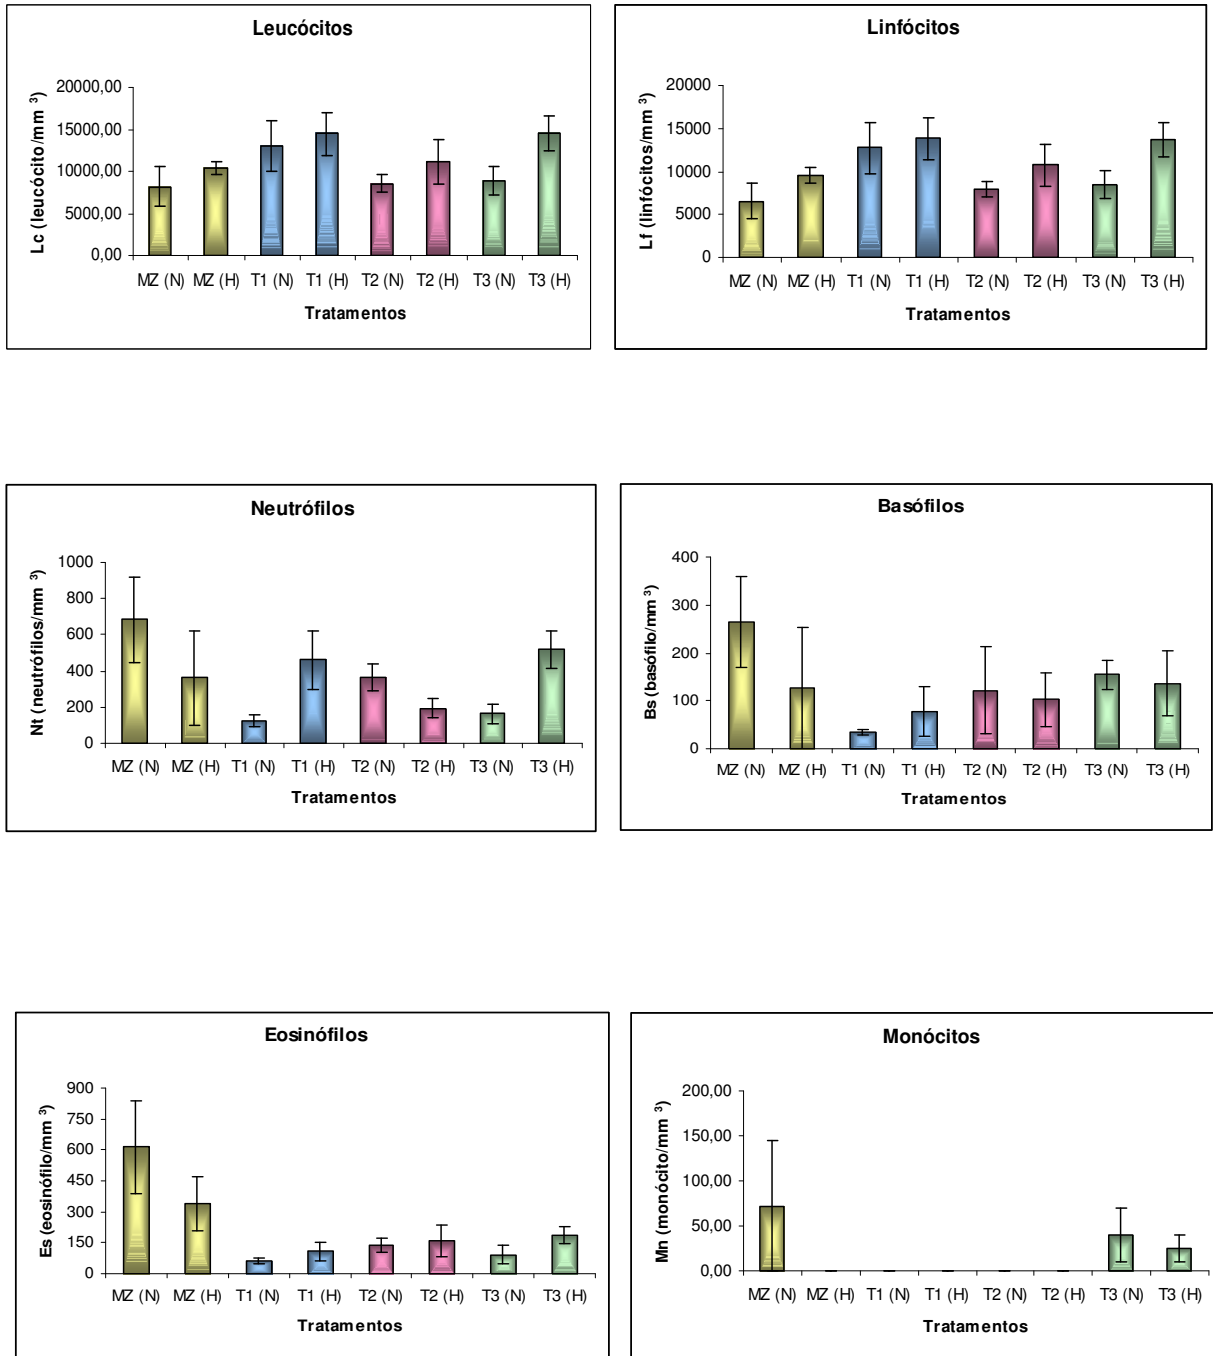 Leucócitos
Lc (leucócito/mm ³)
20000,00
15000,00
10000,00
5000,00
0,00
MZ (N) MZ (H) T1 (N) T1 (H) T2 (N) T2 (H) T3 (N) T3 (H)
Tratamentos
Linfócitos
Lf (linfócitos/mm ³)
20000
15000
10000
5000
0
MZ (N) MZ (H) T1 (N) T1 (H) T2 (N) T2 (H) T3 (N) T3 (H)
Tratamentos
Neutrófilos
Nt (neutrófilos/mm ³)
1000
800
600
400
200
0
MZ (N) MZ (H) T1 (N) T1 (H) T2 (N) T2 (H) T3 (N) T3 (H)
Tratamentos
Basófilos
Bs (basófilo/mm³)
400
300
200
100
0
MZ (N) MZ (H) T1 (N) T1 (H) T2 (N) T2 (H) T3 (N) T3 (H)
Tratamentos
Eosinófilos
Es (eosinófilo/mm ³)
900
750
600
450
300
150
0
MZ (N) MZ (H) T1 (N) T1 (H) T2 (N) T2 (H) T3 (N) T3 (H)
Tratamentos
Monócitos
Mn (monócito/mm ³)
200,00
150,00
100,00
50,00
0,00
MZ (N) MZ (H) T1 (N) T1 (H) T2 (N) T2 (H) T3 (N) T3 (H)
Tratamentos